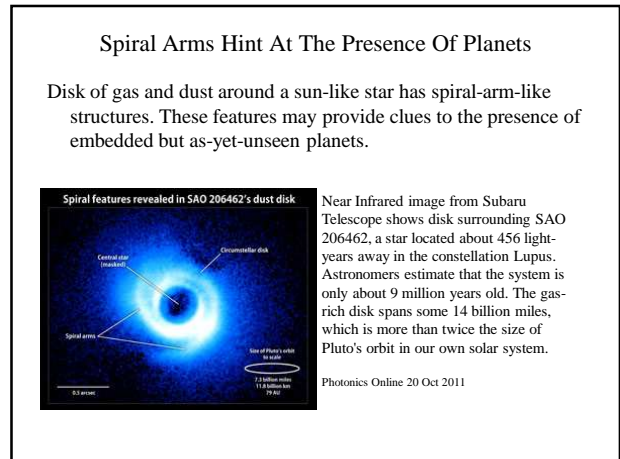 Spiral Arms Hint At The Presence Of Planets
Disk of gas and dust around a sun-like star has spiral-arm-like
structures. These features may provide clues to the presence of
embedded but as-yet-unseen planets.
Spiral features revealed in SAO 206462's dust disk
Central star
(masked)
Circumstellar disk
Spiral arms
Size of Pluto's orbit
to scale
7.3 billion miles
11.8 billion km
79 AU
0.5 arcsec
Near Infrared image from Subaru
Telescope shows disk surrounding SAO
206462, a star located about 456 light-
years away in the constellation Lupus.
Astronomers estimate that the system is
only about 9 million years old. The gas-
rich disk spans some 14 billion miles,
which is more than twice the size of
Pluto's orbit in our own solar system.
Photonics Online 20 Oct 2011